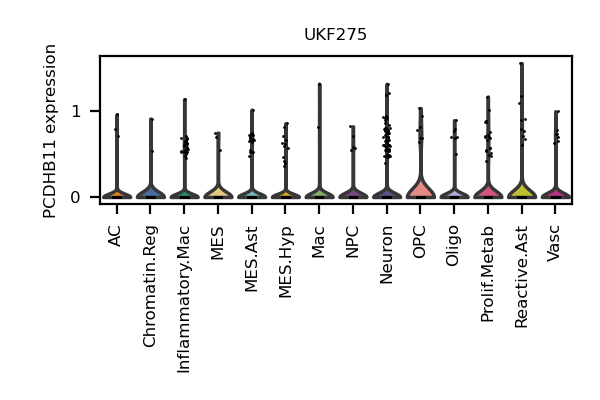 UKF275
PCDHB11 expression
1
0
AC
Chromatin.Reg
Inflammatory.Mac
MES
MES.Ast
MES.Hyp
Mac
NPC
Neuron
OPC
Oligo
Prolif.Metab
Reactive.Ast
Vasc